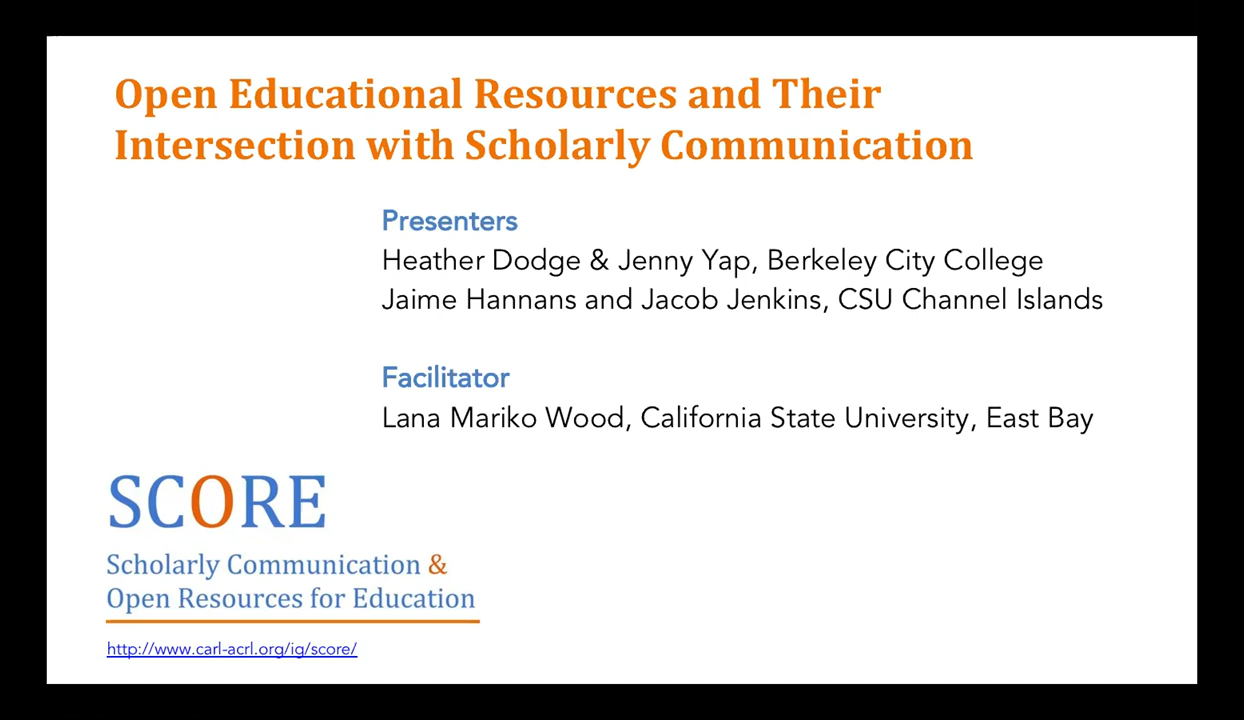 Open Educational Resources and Their
Intersection with Scholarly Communication
Presenters
Heather Dodge & Jenny Yap, Berkeley City College
Jaime Hannans and Jacob Jenkins, CSU Channel Islands
Facilitator
Lana Mariko Wood, California State University, East Bay
SCORE
Scholarly Communication &
Open Resources for Education
http://www.carl-acrl.org/ig/score/